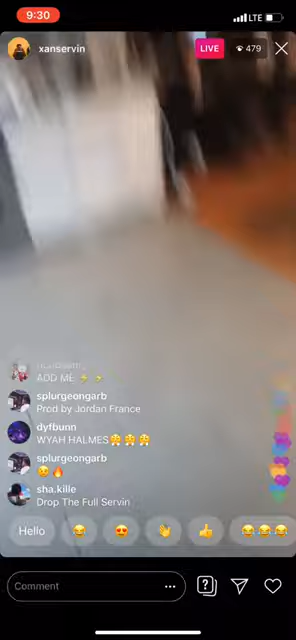 9:30
LTE
xanservin
LIVE
479
ADD ME ⚡⚡
splurgeongarb
Prod by Jordan France
dyfbunn
WYAH HALMES🥰🥰🥰
splurgeongarb
😉🔥
sha.kille
Drop The Full Servin
Hello 😂 😍 👏 👍 😂😂😂
Comment